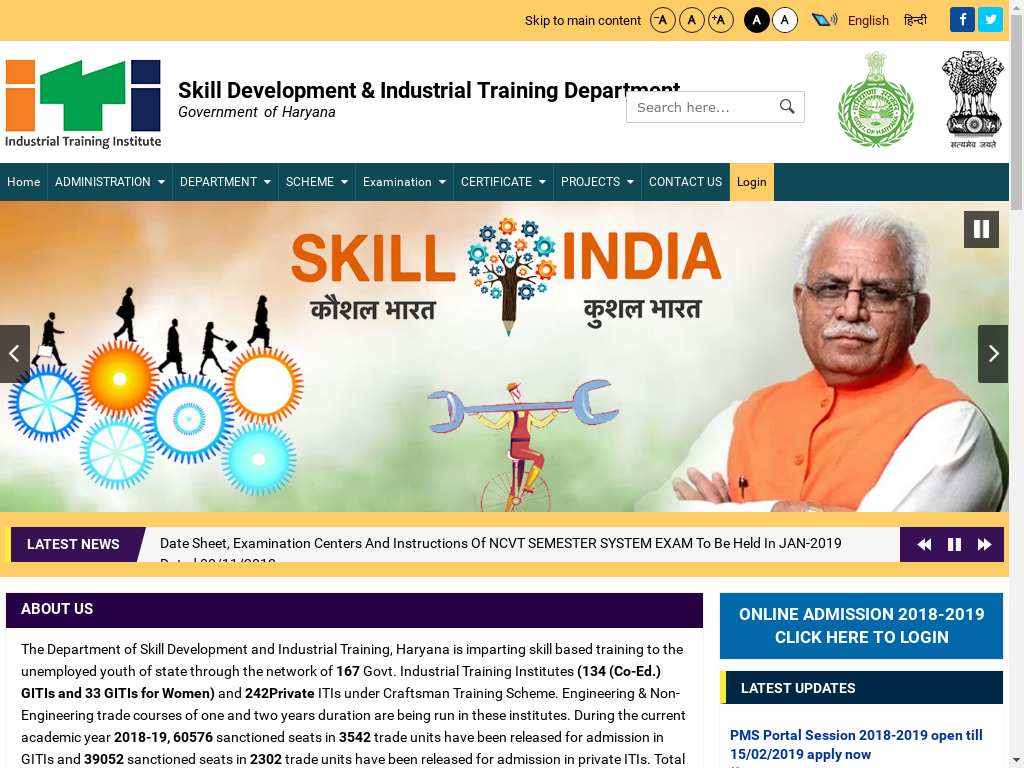 Skip to main content -A A +A A A English हिन्दी
Skill Development & Industrial Training Department
Government of Haryana
Search here...
Industrial Training Institute
सत्यमेव जयते
Home ADMINISTRATION DEPARTMENT SCHEME Examination CERTIFICATE PROJECTS CONTACT US Login
SKILL INDIA
कौशल भारत कुशल भारत
LATEST NEWS
Date Sheet, Examination Centers And Instructions Of NCVT SEMESTER SYSTEM EXAM To Be Held In JAN-2019
ABOUT US
The Department of Skill Development and Industrial Training, Haryana is imparting skill based training to the
unemployed youth of state through the network of 167 Govt. Industrial Training Institutes (134 (Co-Ed.)
GITIs and 33 GITIs for Women) and 242Private ITIs under Craftsman Training Scheme. Engineering & Non-
Engineering trade courses of one and two years duration are being run in these institutes. During the current
academic year 2018-19, 60576 sanctioned seats in 3542 trade units have been released for admission in
GITIs and 39052 sanctioned seats in 2302 trade units have been released for admission in private ITIs. Total
ONLINE ADMISSION 2018-2019
CLICK HERE TO LOGIN
LATEST UPDATES
PMS Portal Session 2018-2019 open till
15/02/2019 apply now